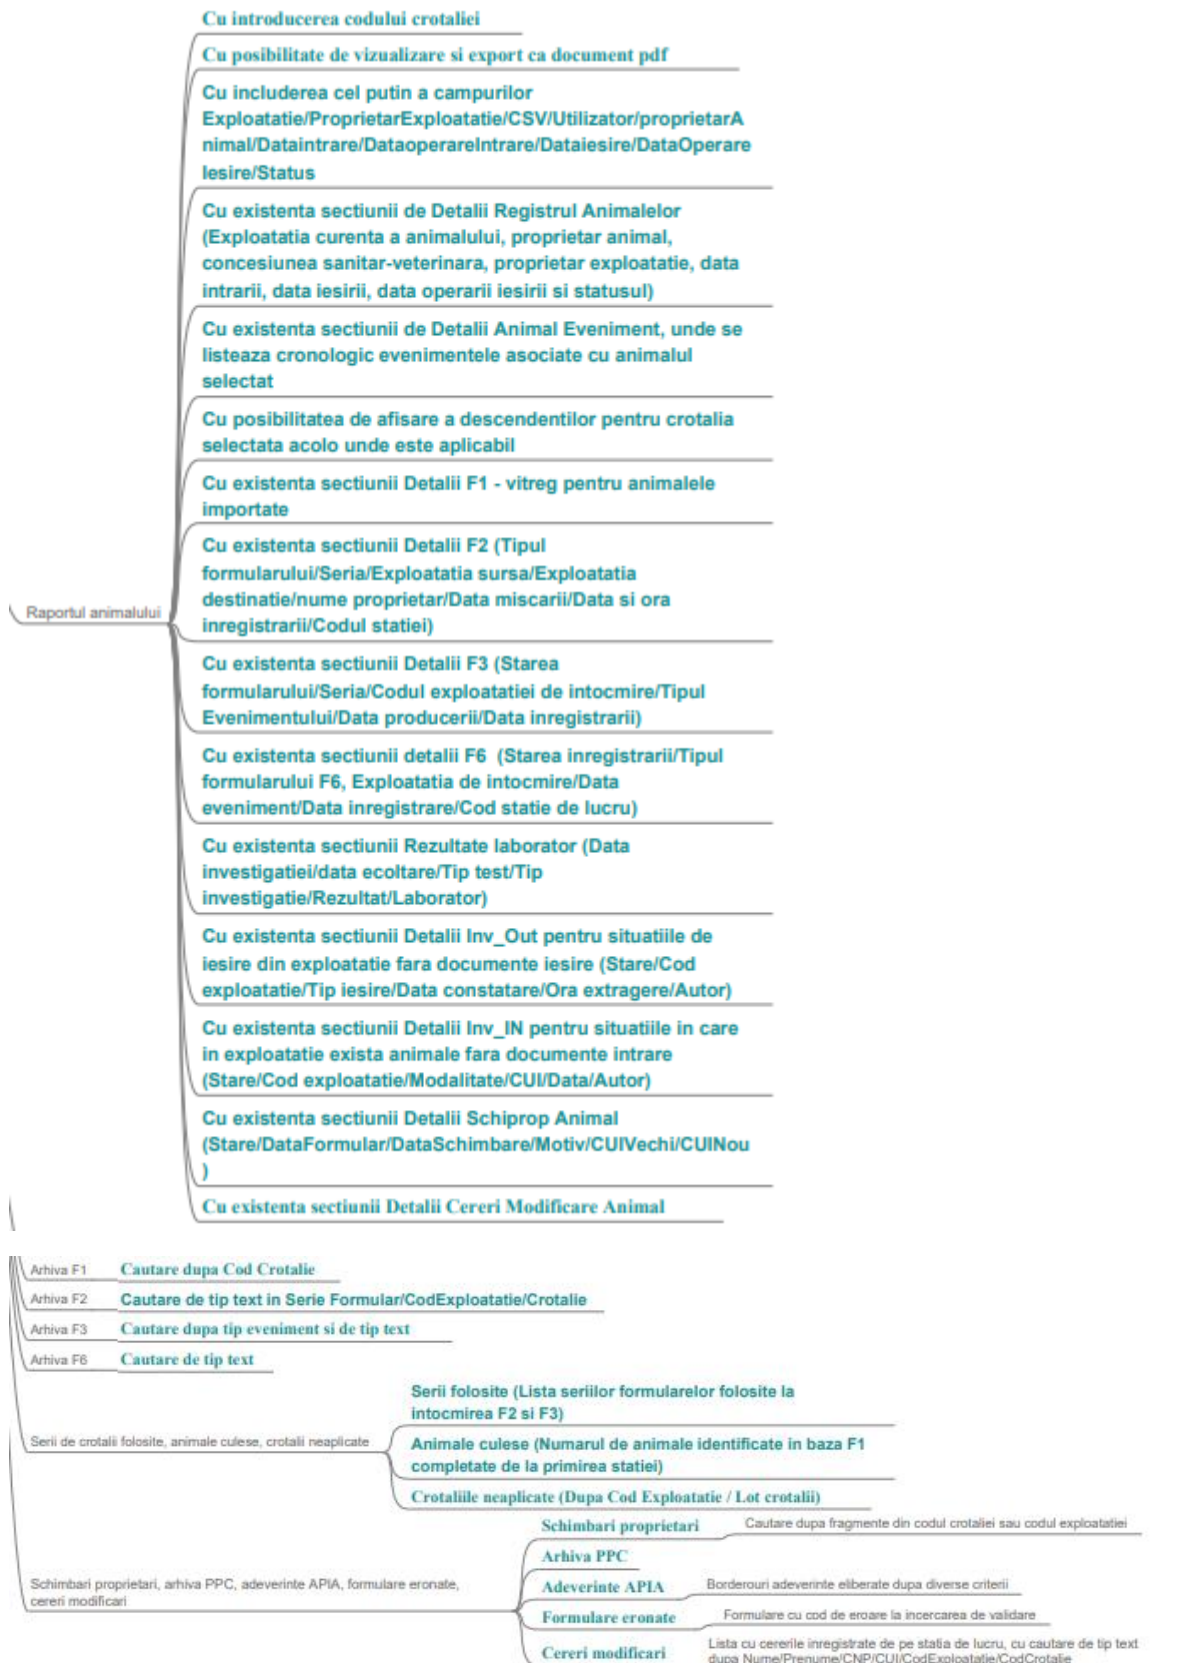 Cu introducerea codului crotaliei
Cu posibilitate de vizualizare si export ca document pdf
Cu includerea cel putin a campurilor
Exploatatie/ProprietarExploatatie/CSV/Utilizator/proprietarA
nimal/Dataintrare/DataoperareIntrare/Dataiesire/DataOperare
Iesire/Status
Cu existenta sectiunii de Detalii Registrul Animalelor
(Exploatatia curenta a animalului, proprietar animal,
concesiunea sanitar-veterinara, proprietar exploatatie, data
intrarii, data iesirii, data operarii iesirii si statusul)
Cu existenta sectiunii de Detalii Animal Eveniment, unde se
listeaza cronologic evenimentele asociate cu animalul
selectat
Cu posibilitatea de afisare a descendentilor pentru crotalia
selectata acolo unde este aplicabil
Cu existenta sectiunii Detalii F1 - vitreg pentru animalele
importate
Cu existenta sectiunii Detalii F2 (Tipul
formularului/Seria/Exploatatia sursa/Exploatatia
destinatie/nume proprietar/Data miscarii/Data si ora
inregistrarii/Codul statiei)
Raportul animalului
Cu existenta sectiunii Detalii F3 (Starea
formularului/Seria/Codul exploatatiei de intocmire/Tipul
Evenimentului/Data producerii/Data inregistrarii)
Cu existenta sectiunii detalii F6 (Starea inregistrarii/Tipul
formularului F6, Exploatatia de intocmire/Data
eveniment/Data inregistrare/Cod statie de lucru)
Cu existenta sectiunii Rezultate laborator (Data
investigatiei/data ecoltare/Tip test/Tip
investigatie/Rezultat/Laborator)
Cu existenta sectiunii Detalii Inv_Out pentru situatiile de
iesire din exploatatie fara documente iesire (Stare/Cod
exploatatie/Tip iesire/Data constatare/Ora extragere/Autor)
Cu existenta sectiunii Detalii Inv_IN pentru situatiile in care
in exploatatie exista animale fara documente intrare
(Stare/Cod exploatatie/Modalitate/CUI/Data/Autor)
Cu existenta sectiunii Detalii Schiprop Animal
(Stare/DataFormular/DataSchimbare/Motiv/CUIVechi/CUINou
)
Cu existenta sectiunii Detalii Cereri Modificare Animal
Arhiva F1 Cautare dupa Cod Crotalie
Arhiva F2 Cautare de tip text in Serie Formular/CodExploatatie/Crotalie
Arhiva F3 Cautare dupa tip eveniment si de tip text
Arhiva F6 Cautare de tip text
Serii folosite (Lista seriilor formularelor folosite la
intocmirea F2 si F3)
Serii de crotalii folosite, animale culese, crotalii neaplicate
Animale culese (Numarul de animale identificate in baza F1
completate de la primirea statiei)
Crotaliile neaplicate (Dupa Cod Exploatatie / Lot crotalii)
Schimbari proprietari Cautare dupa fragmente din codul crotaliei sau codul exploatatiei
Arhiva PPC
Schimbari proprietari, arhiva PPC, adeverinte APIA, formulare eronate,
cereri modificari
Adeverinte APIA Borderouri adeverinte eliberate dupa diverse criterii
Formulare eronate Formulare cu cod de eroare la incercarea de validare
Cereri modificari Lista cu cererile inregistrate de pe statia de lucru, cu cautare de tip text
dupa Nume/Prenume/CNP/CUI/CodExploatatie/CodCrotalie